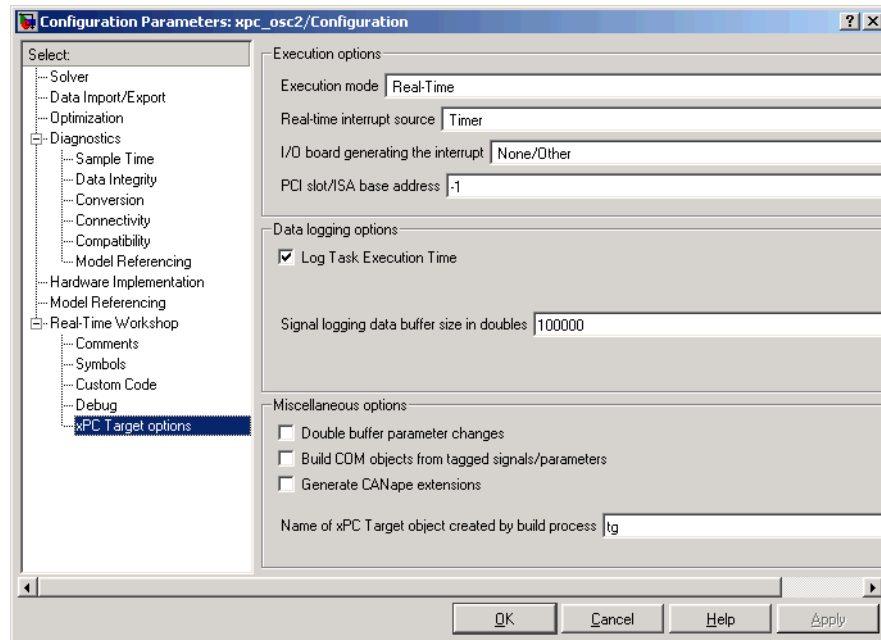 Configuration Parameters: xpc_osc2/Configuration
Select:
Solver
Data Import/Export
Optimization
Diagnostics
Sample Time
Data Integrity
Conversion
Connectivity
Compatibility
Model Referencing
Hardware Implementation
Model Referencing
Real-Time Workshop
Comments
Symbols
Custom Code
Debug
xPC Target options
Execution options
Execution mode Real-Time
Real-time interrupt source Timer
I/O board generating the interrupt None/Other
PCI slot/ISA base address -1
Data logging options
Log Task Execution Time
Signal logging data buffer size in doubles 100000
Miscellaneous options
Double buffer parameter changes
Build COM objects from tagged signals/parameters
Generate CANape extensions
Name of xPC Target object created by build process tg
OK Cancel Help Apply